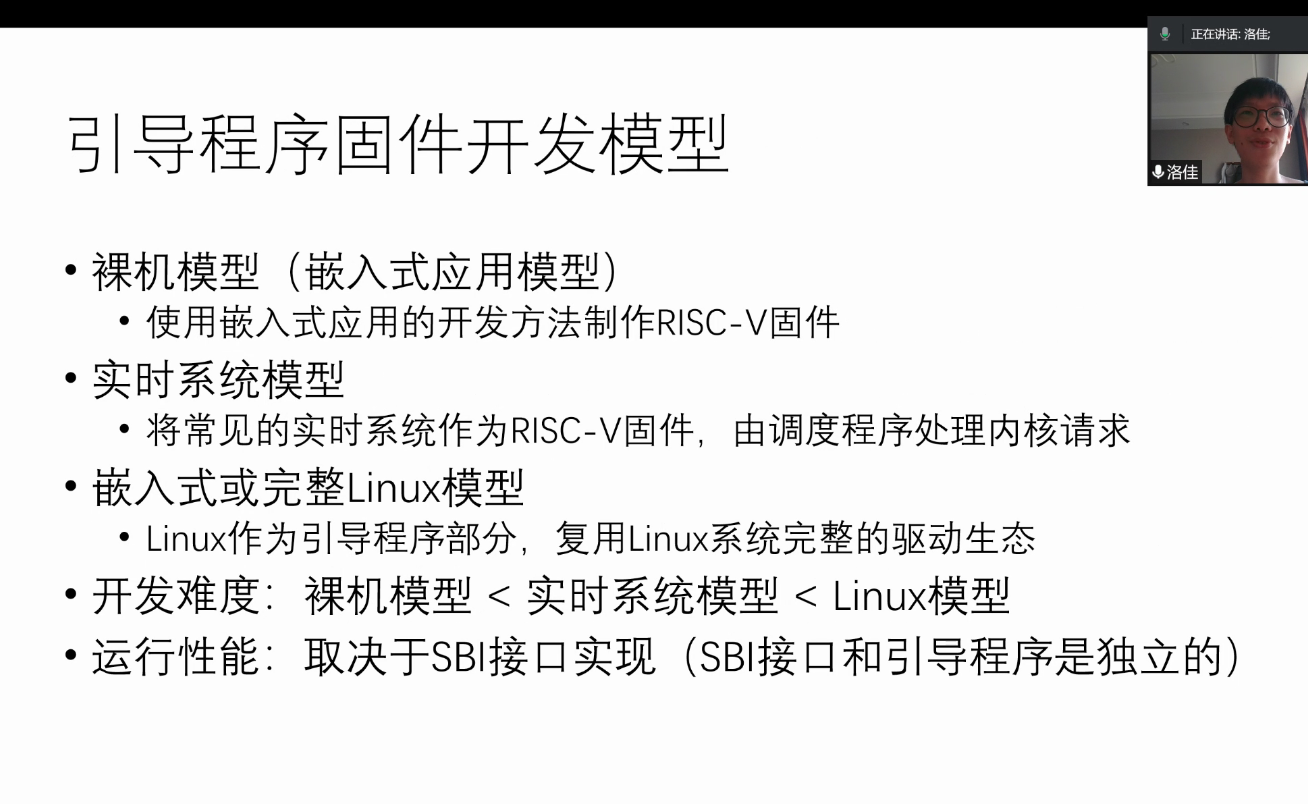 正在讲话: 洛佳;
洛佳
引导程序固件开发模型
• 裸机模型（嵌入式应用模型）
• 使用嵌入式应用的开发方法制作RISC-V固件
• 实时系统模型
• 将常见的实时系统作为RISC-V固件，由调度程序处理内核请求
• 嵌入式或完整Linux模型
• Linux作为引导程序部分，复用Linux系统完整的驱动生态
• 开发难度：裸机模型 < 实时系统模型 < Linux模型
• 运行性能：取决于SBI接口实现（SBI接口和引导程序是独立的）